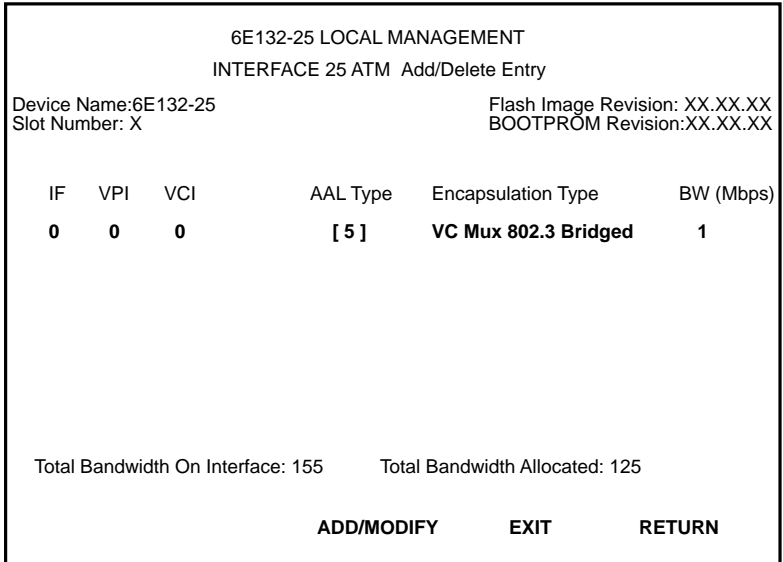 6E132-25 LOCAL MANAGEMENT
INTERFACE 25 ATM  Add/Delete Entry
Device Name:6E132-25 Flash Image Revision: XX.XX.XX
Slot Number: X BOOTPROM Revision:XX.XX.XX
IF VPI VCI AAL Type Encapsulation Type BW (Mbps)
0 0 0 [ 5 ] VC Mux 802.3 Bridged 1
Total Bandwidth On Interface: 155 Total Bandwidth Allocated: 125
ADD/MODIFY EXIT RETURN